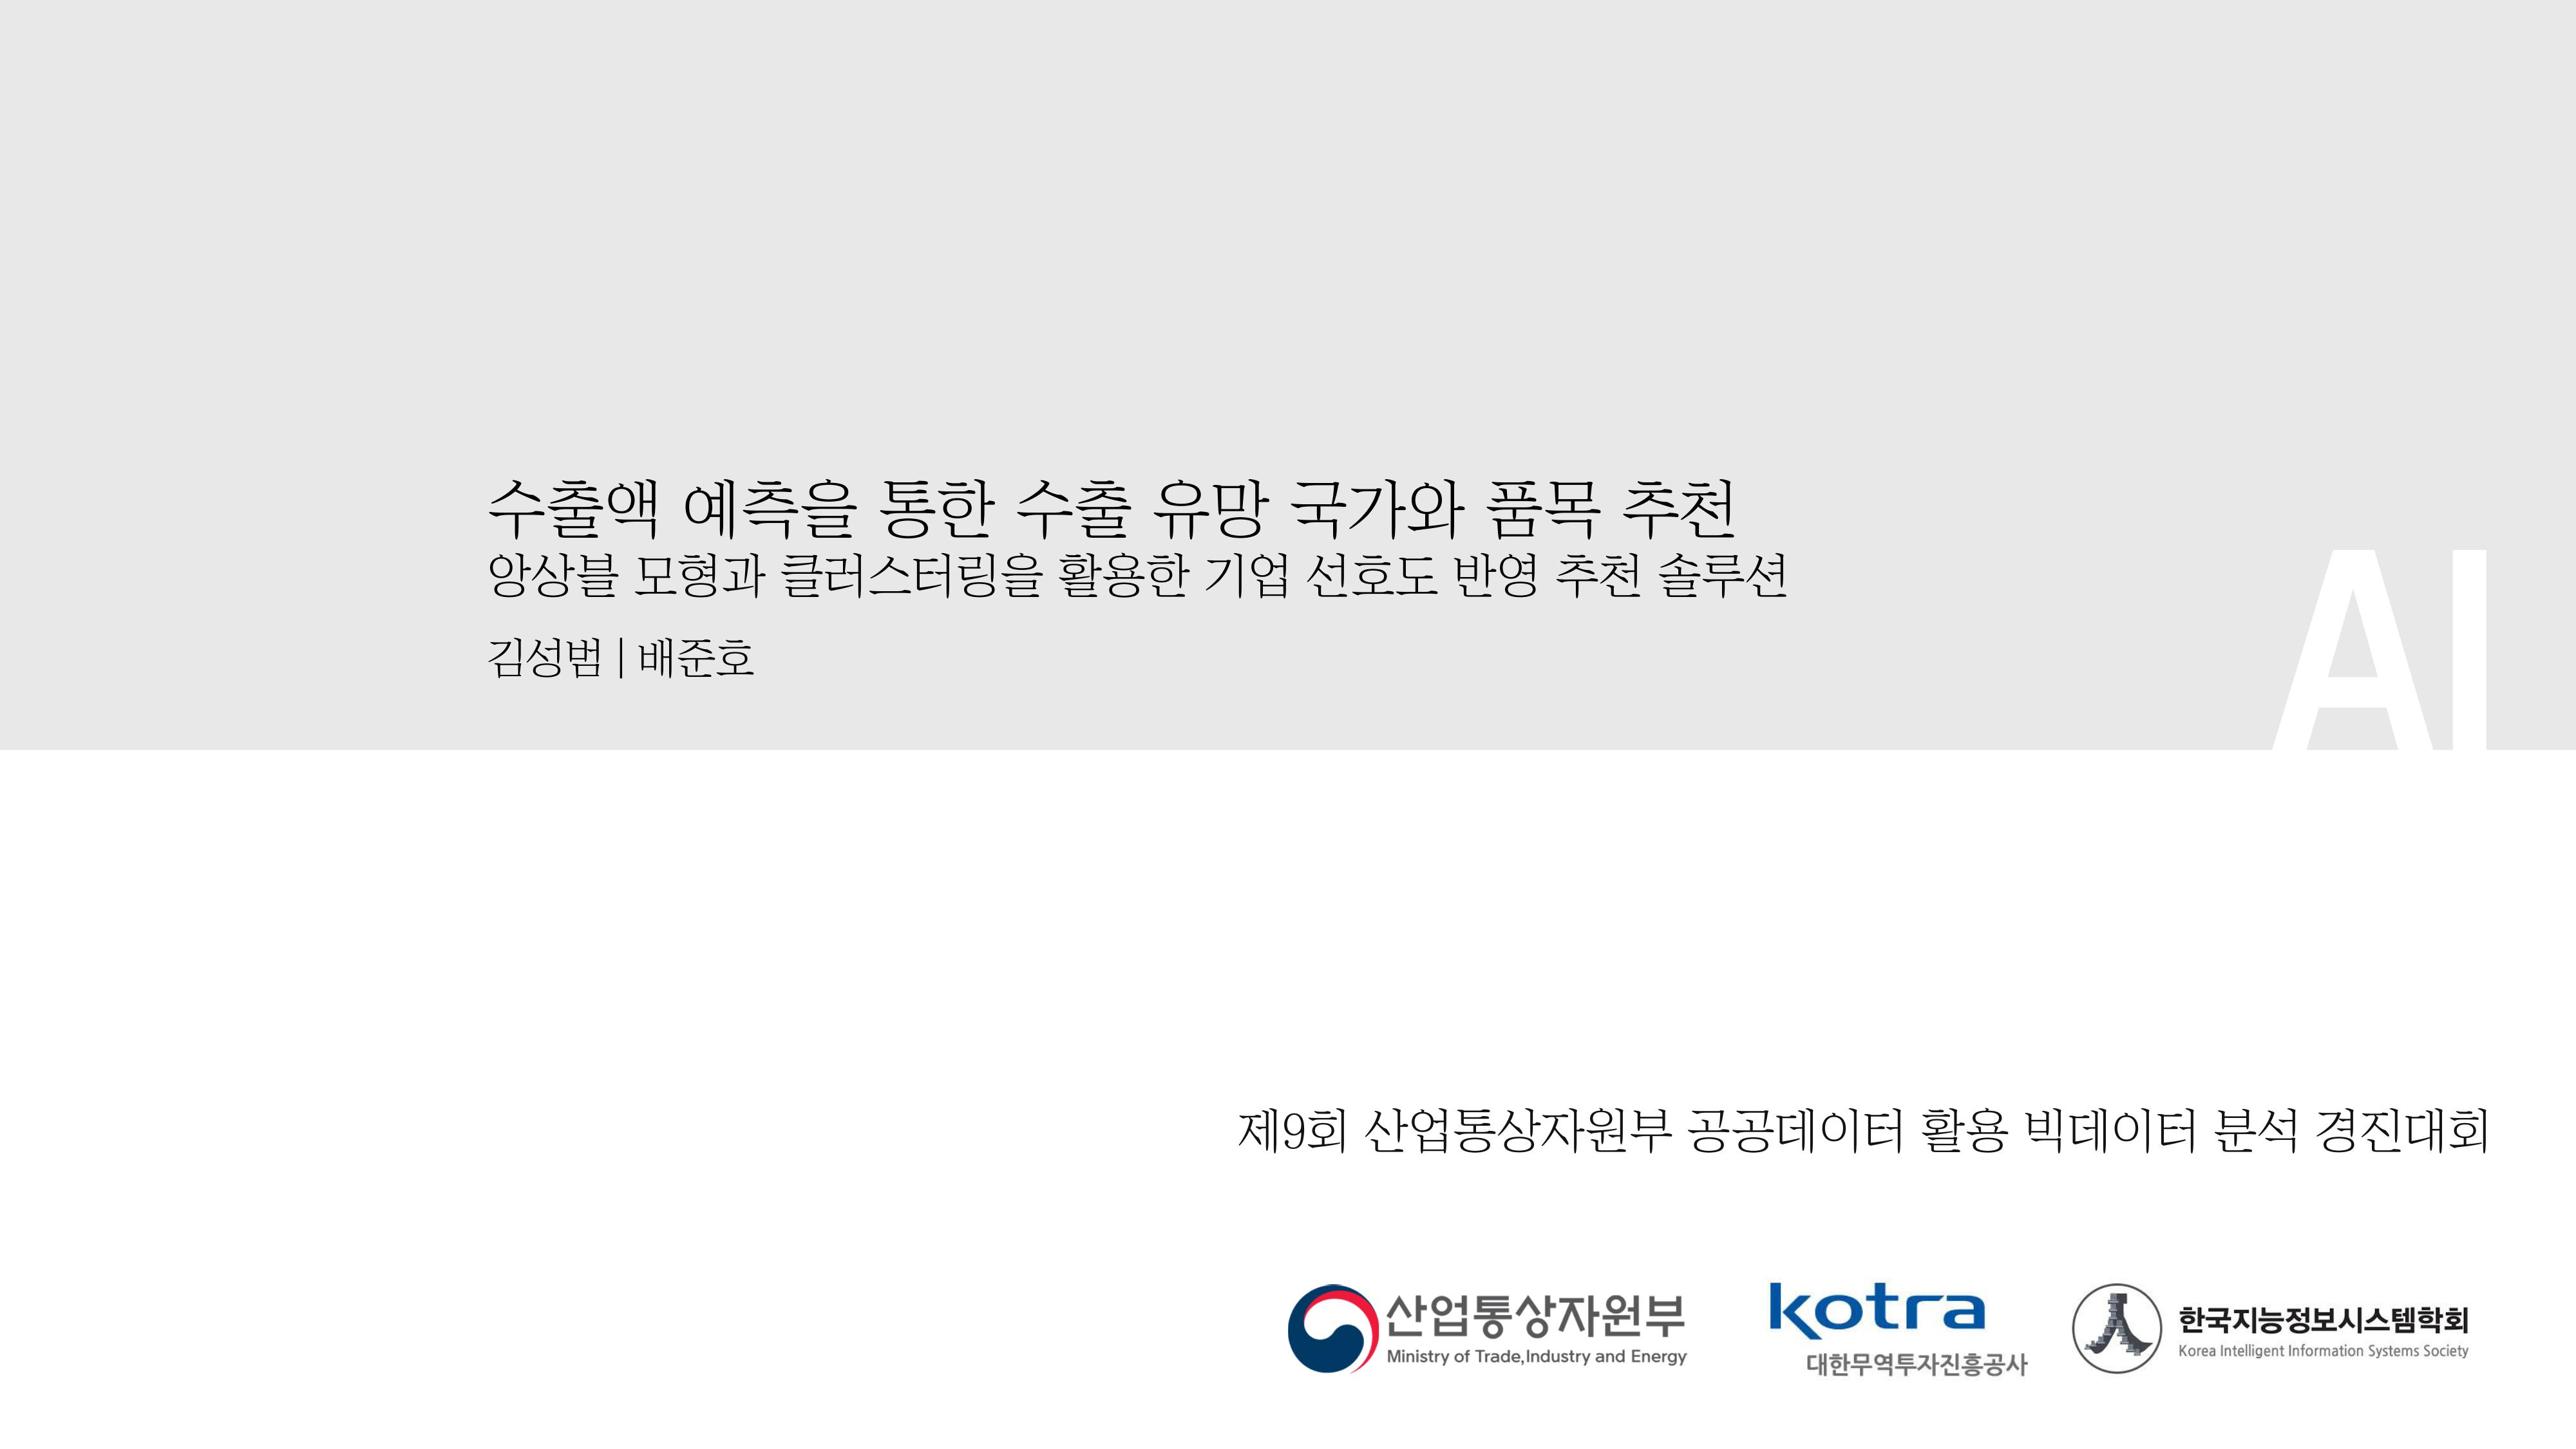 수출액 예측을 통한 수출 유망 국가와 품목 추천
앙상블 모형과 클러스터링을 활용한 기업 선호도 반영 추천 솔루션
김성범 | 배준호
AI
제9회 산업통상자원부 공공데이터 활용 빅데이터 분석 경진대회
산업통상자원부
Ministry of Trade,Industry and Energy
kotra
대한무역투자진흥공사
한국지능정보시스템학회
Korea Intelligent Information Systems Society